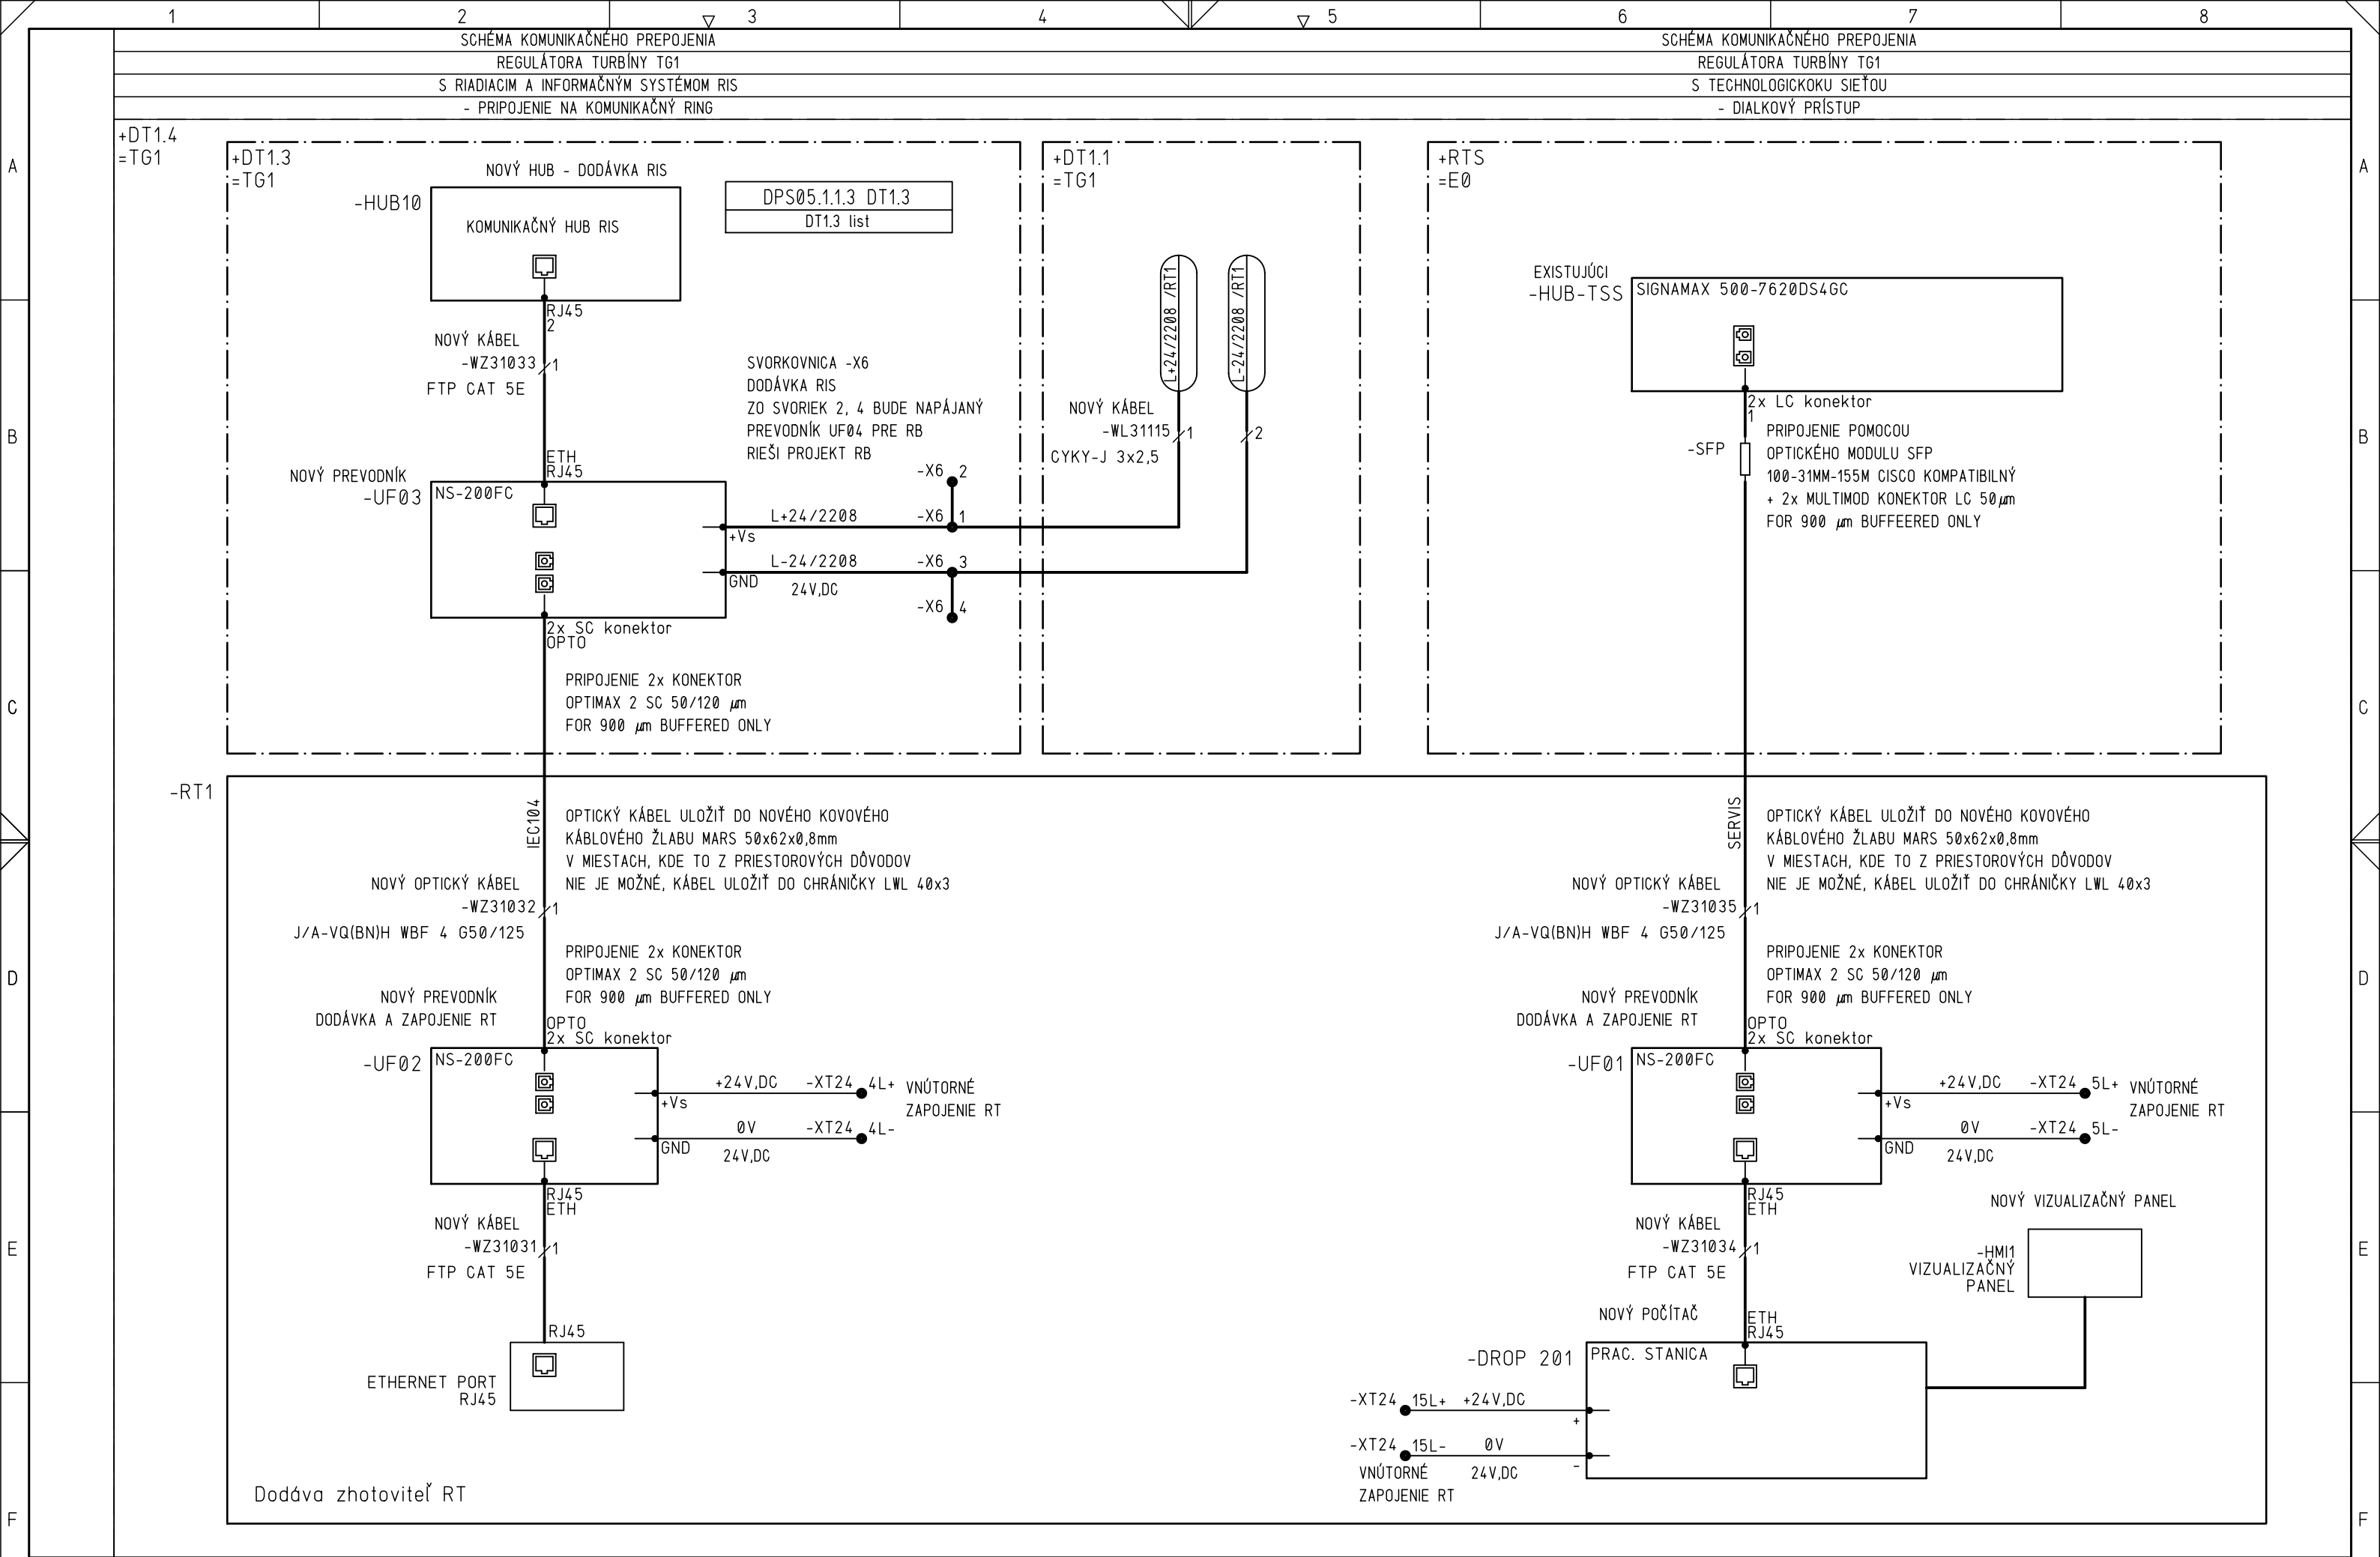 1 2 3 4 5 6 7 8
SCHÉMA KOMUNIKAČNÉHO PREPOJENIA
REGULÁTORA TURBÍNY TG1
S RIADIACIM A INFORMAČNÝM SYSTÉMOM RIS
- PRIPOJENIE NA KOMUNIKAČNÝ RING
SCHÉMA KOMUNIKAČNÉHO PREPOJENIA
REGULÁTORA TURBÍNY TG1
S TECHNOLOGICKOKU SIEŤOU
- DIALKOVÝ PRÍSTUP
A
B
C
D
E
F
A
B
C
D
E
F
+DT1.4
=TG1
+DT1.3
=TG1
NOVÝ HUB - DODÁVKA RIS
-HUB10
KOMUNIKAČNÝ HUB RIS
DPS05.1.1.3 DT1.3
DT1.3 list
RJ45
2
NOVÝ KÁBEL
-WZ31033
1
FTP CAT 5E
SVORKOVNICA -X6
DODÁVKA RIS
ZO SVORIEK 2, 4 BUDE NAPÁJANÝ
PREVODNÍK UF04 PRE RB
RIEŠI PROJEKT RB
ETH
RJ45
NOVÝ PREVODNÍK
-UF03
NS-200FC
-X6 2
L+24/2208
-X6 1
+Vs
L-24/2208
-X6 3
GND
24V,DC
-X6 4
2x SC konektor
OPTO
PRIPOJENIE 2x KONEKTOR
OPTIMAX 2 SC 50/120 µm
FOR 900 µm BUFFERED ONLY
+DT1.1
=TG1
L+24/2208 /RT1
L-24/2208 /RT1
NOVÝ KÁBEL
-WL31115
1
2
CYKY-J 3x2,5
+RTS
=E0
EXISTUJÚCI
-HUB-TSS
SIGNAMAX 500-7620DS4GC
2x LC konektor
1
-SFP
PRIPOJENIE POMOCOU
OPTICKÉHO MODULU SFP
100-31MM-155M CISCO KOMPATIBILNÝ
+ 2x MULTIMOD KONEKTOR LC 50µm
FOR 900 µm BUFFEERED ONLY
-RT1
IEC104
OPTICKÝ KÁBEL ULOŽIŤ DO NOVÉHO KOVOVÉHO
KÁBLOVÉHO ŽLABU MARS 50x62x0,8mm
V MIESTACH, KDE TO Z PRIESTOROVÝCH DÔVODOV
NIE JE MOŽNÉ, KÁBEL ULOŽIŤ DO CHRÁNIČKY LWL 40x3
NOVÝ OPTICKÝ KÁBEL
-WZ31032
1
J/A-VQ(BN)H WBF 4 G50/125
PRIPOJENIE 2x KONEKTOR
OPTIMAX 2 SC 50/120 µm
FOR 900 µm BUFFERED ONLY
NOVÝ PREVODNÍK
DODÁVKA A ZAPOJENIE RT
OPTO
2x SC konektor
-UF02
NS-200FC
+24V,DC
-XT24 4L+
VNÚTORNÉ
ZAPOJENIE RT
+Vs
0V
-XT24 4L-
GND
24V,DC
RJ45
ETH
NOVÝ KÁBEL
-WZ31031
1
FTP CAT 5E
RJ45
ETHERNET PORT
RJ45
Dodáva zhotoviteľ RT
SERVIS
OPTICKÝ KÁBEL ULOŽIŤ DO NOVÉHO KOVOVÉHO
KÁBLOVÉHO ŽLABU MARS 50x62x0,8mm
V MIESTACH, KDE TO Z PRIESTOROVÝCH DÔVODOV
NIE JE MOŽNÉ, KÁBEL ULOŽIŤ DO CHRÁNIČKY LWL 40x3
NOVÝ OPTICKÝ KÁBEL
-WZ31035
1
J/A-VQ(BN)H WBF 4 G50/125
PRIPOJENIE 2x KONEKTOR
OPTIMAX 2 SC 50/120 µm
FOR 900 µm BUFFERED ONLY
NOVÝ PREVODNÍK
DODÁVKA A ZAPOJENIE RT
OPTO
2x SC konektor
-UF01
NS-200FC
+24V,DC
-XT24 5L+
VNÚTORNÉ
ZAPOJENIE RT
+Vs
0V
-XT24 5L-
GND
24V,DC
RJ45
ETH
NOVÝ KÁBEL
-WZ31034
1
FTP CAT 5E
NOVÝ VIZUALIZAČNÝ PANEL
-HMI1
VIZUALIZAČNÝ
PANEL
NOVÝ POČÍTAČ
ETH
RJ45
-DROP 201
PRAC. STANICA
-XT24 15L+ +24V,DC
+
-XT24 15L- 0V
-
VNÚTORNÉ
ZAPOJENIE RT
24V,DC